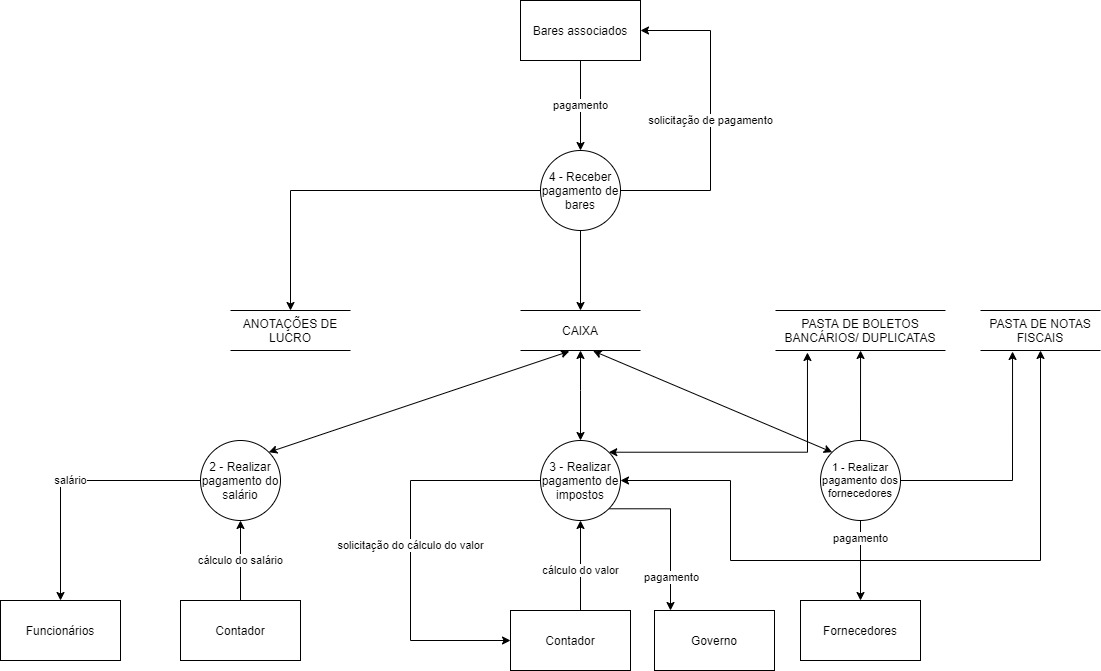 Bares associados
pagamento
solicitação de pagamento
4 - Receber
pagamento de
bares
ANOTAÇÕES DE
LUCRO
CAIXA
PASTA DE BOLETOS
BANCÁRIOS/ DUPLICATAS
PASTA DE NOTAS
FISCAIS
2 - Realizar
pagamento do
salário
3 - Realizar
pagamento de
impostos
1 - Realizar
pagamento dos
fornecedores
salário
cálculo do salário
solicitação do cálculo do valor
cálculo do valor
pagamento
pagamento
Funcionários
Contador
Contador
Governo
Fornecedores